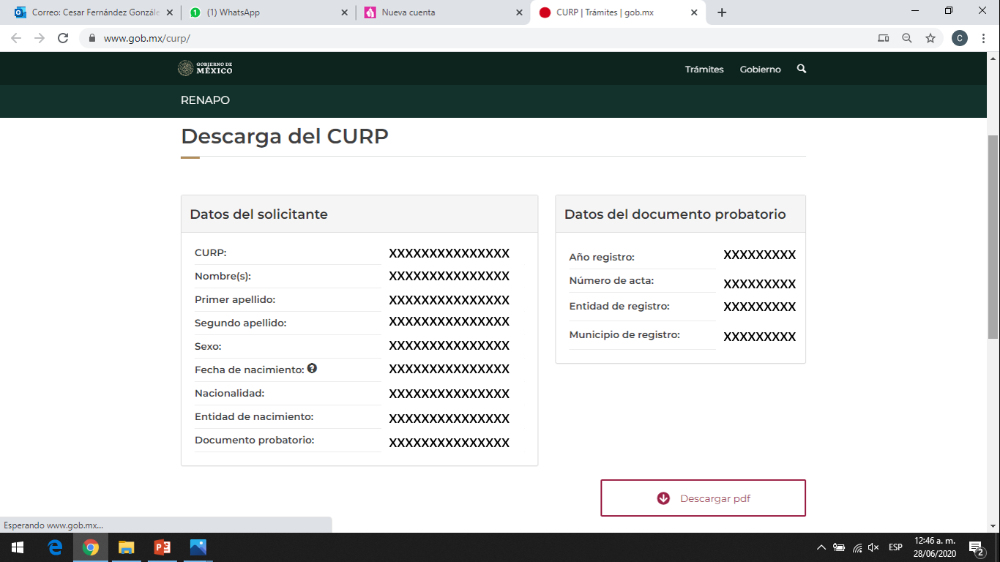 Correo: Cesar Fernández Gonzále
(1) WhatsApp
Nueva cuenta
CURP | Trámites | gob.mx
www.gob.mx/curp/
C
GOBIERNO DE
MÉXICO
Trámites
Gobierno
RENAPO
Descarga del CURP
Datos del solicitante
CURP: XXXXXXXXXXXXXXX
Nombre(s): XXXXXXXXXXXXXXX
Primer apellido: XXXXXXXXXXXXXXX
Segundo apellido: XXXXXXXXXXXXXXX
Sexo: XXXXXXXXXXXXXXX
Fecha de nacimiento: XXXXXXXXXXXXXXX
Nacionalidad: XXXXXXXXXXXXXXX
Entidad de nacimiento: XXXXXXXXXXXXXXX
Documento probatorio: XXXXXXXXXXXXXXX
Datos del documento probatorio
Año registro: XXXXXXXXX
Número de acta: XXXXXXXXX
Entidad de registro: XXXXXXXXX
Municipio de registro: XXXXXXXXX
Descargar pdf
Esperando www.gob.mx...
ESP
12:46 a. m.
28/06/2020
2